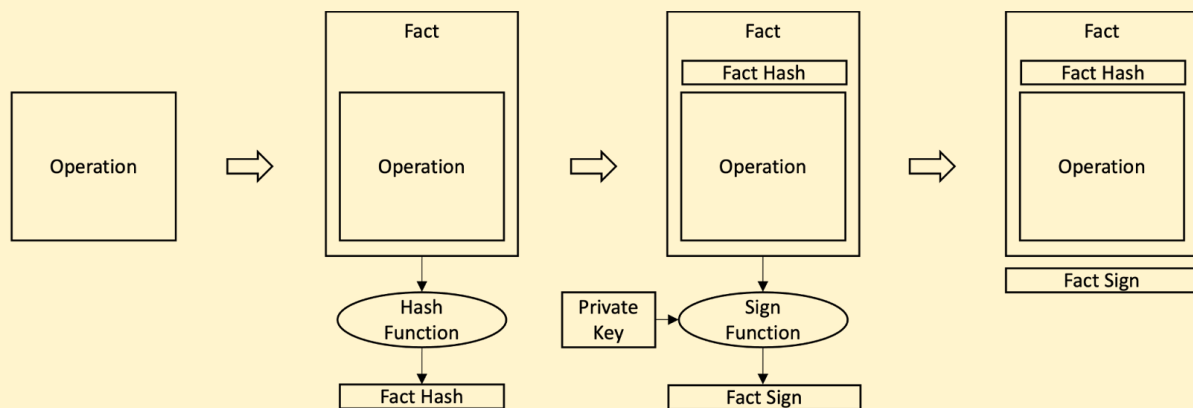 Operation
Fact
Operation
Hash
Function
Fact Hash
Fact
Fact Hash
Operation
Private
Key
Sign
Function
Fact Sign
Fact
Fact Hash
Operation
Fact Sign